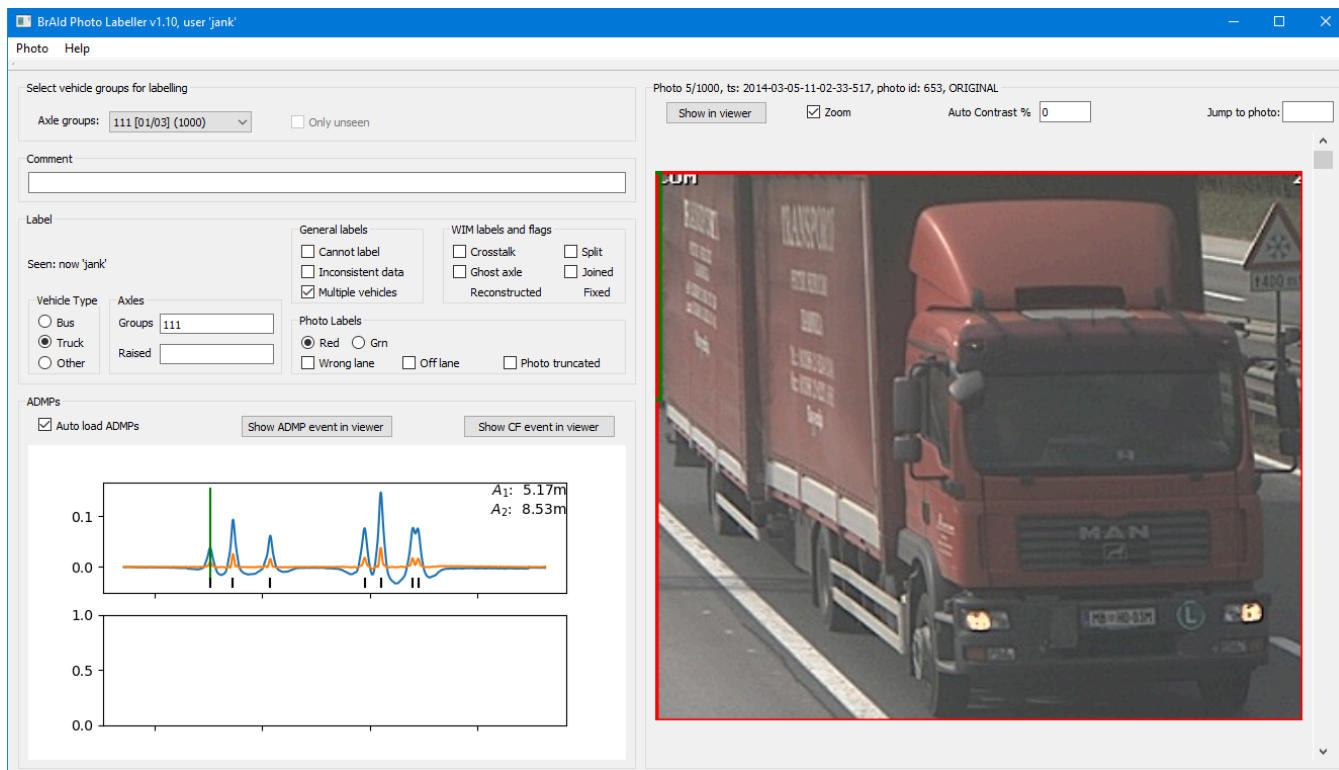 BrAId Photo Labeller v1.10, user 'jank'
Photo Help
Select vehicle groups for labelling
Axle groups: 111 [01/03] (1000) Only unseen
Comment
Label
Seen: now 'jank'
General labels
Cannot label
Inconsistent data
Multiple vehicles
WIM labels and flags
Crosstalk Split
Ghost axle Joined
Reconstructed Fixed
Vehicle Type
Bus
Truck
Other
Axles
Groups 111
Raised
Photo Labels
Red Grn
Wrong lane Off lane Photo truncated
ADMPs
Auto load ADMPs Show ADMP event in viewer Show CF event in viewer
A1: 5.17m
A2: 8.53m
0.1
0.0
1.0
0.5
0.0
Photo 5/1000, ts: 2014-03-05-11-02-33-517, photo id: 653, ORIGINAL
Show in viewer Zoom Auto Contrast % 0 Jump to photo:
TRANSPORT
400 m
MAN
L